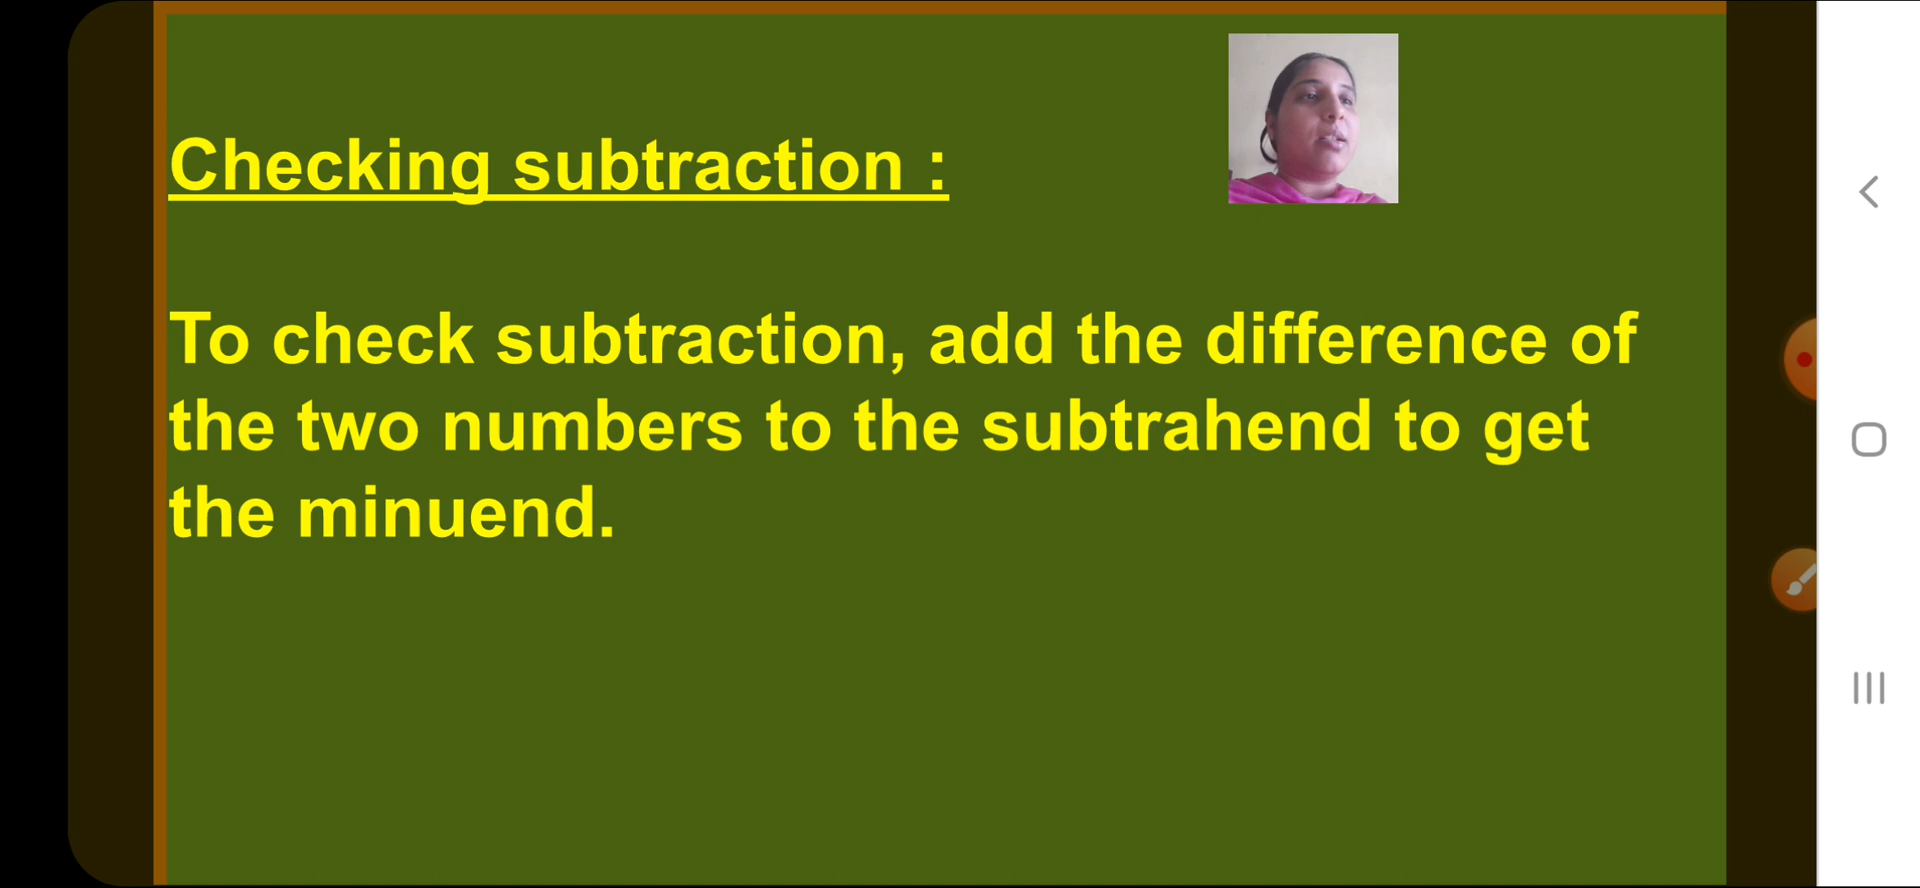 Checking subtraction :
To check subtraction, add the difference of
the two numbers to the subtrahend to get
the minuend.